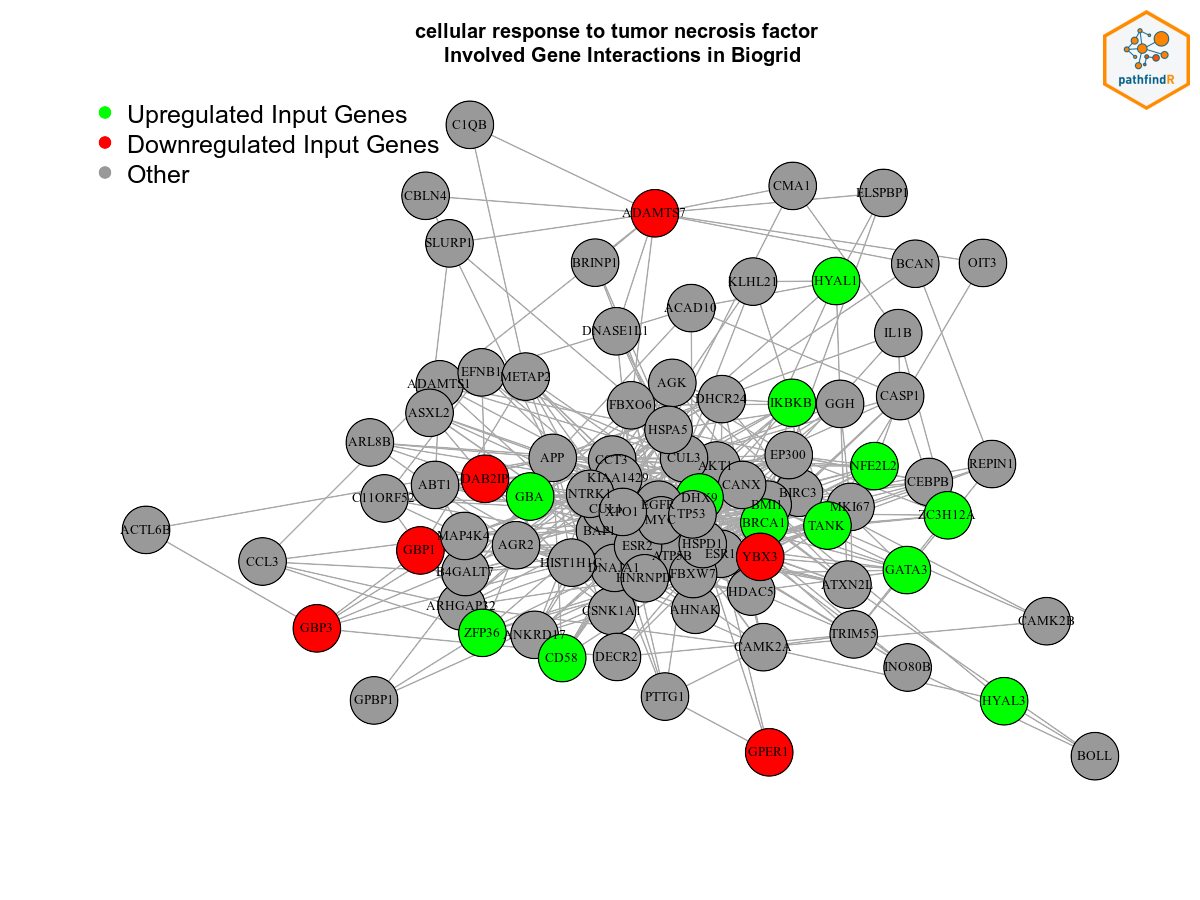 cellular response to tumor necrosis factor
Involved Gene Interactions in Biogrid
pathfindR
Upregulated Input Genes
Downregulated Input Genes
Other
C1QB
CBLN4
CMA1
ELSPBP1
ADAMTS7
SLURP1
BRINP1
BCAN
OIT3
KLHL21
HYAL1
ACAD10
DNASE1L1
IL1B
EFNB1
METAP2
ADAMTS1
AGK
DHCR24
FBXO6
IKBKB
GGH
CASP1
ASXL2
HSPA5
ARL8B
APP
CCT3
CUL3
AKT1
EP300
NFE2L2
REPIN1
DAB2IP
KIAA1429
CANX
CEBPB
ABT1
GBA
NTRK1
DHX9
BIRC3
C11ORF52
CUL1
EGFR
BMI1
MKI67
XPO1
MYC
TP53
ZC3H12A
ACTL6B
BAP1
BRCA1
TANK
MAP4K4
AGR2
ESR2
HSPD1
GBP1
ATP5B
ESR1
YBX3
CCL3
HIST1H1C
B4GALT7
DNAJA1
HNRNPD
FBXW7
GATA3
ATXN2L
HDAC5
ARHGAP32
CSNK1A1
AHNAK
GBP3
ZFP36
ANKRD17
CAMK2B
TRIM55
CD58
DECR2
CAMK2A
INO80B
GPBP1
PTTG1
HYAL3
GPER1
BOLL